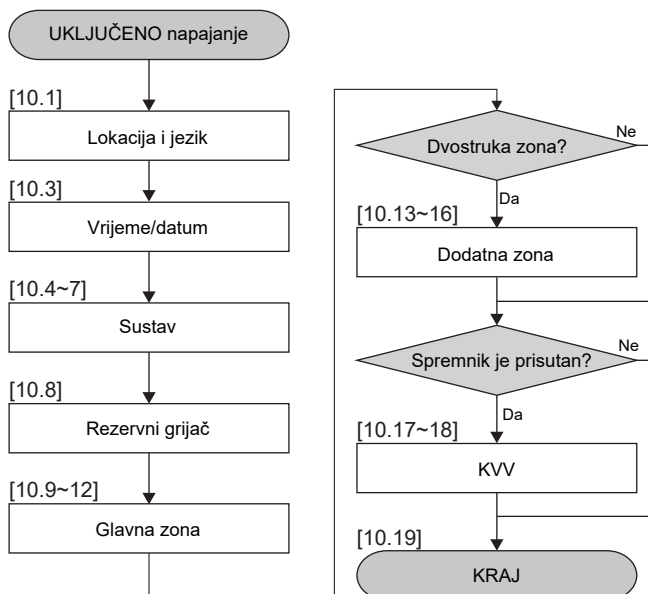 UKLJUČENO napajanje
[10.1]
Lokacija i jezik
[10.3]
Vrijeme/datum
[10.4~7]
Sustav
[10.8]
Rezervni grijač
[10.9~12]
Glavna zona
Dvostruka zona?
Ne
Da
[10.13~16]
Dodatna zona
Spremnik je prisutan?
Ne
Da
[10.17~18]
KVV
[10.19]
KRAJ